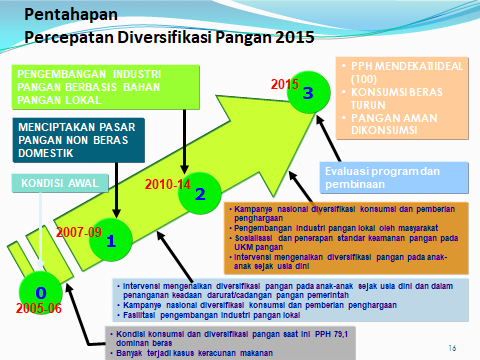 Pentahapan
Percepatan Diversifikasi Pangan 2015
PENGEMBANGAN INDUSTRI
PANGAN BERBASIS BAHAN
PANGAN LOKAL
2015
3
• PPH MENDEKATI IDEAL
(100)
• KONSUMSI BERAS
TURUN
• PANGAN AMAN
DIKONSUMSI
MENCIPTAKAN PASAR
PANGAN NON BERAS
DOMESTIK
KONDISI AWAL
2010-14
2
Evaluasi program dan
pembinaan
2007-09
1
• Kampanye nasional diversifikasi konsumsi dan pemberian
penghargaan
• Pengembangan industri pangan lokal oleh masyarakat
• Sosialisasi dan penerapan standar keamanan pangan pada
UKM pangan
• Intervensi mengenalkan diversifikasi pangan pada anak-
anak sejak usia dini
0
2005-06
• Intervensi mengenalkan diversifikasi pangan pada anak-anak sejak usia dini dan dalam
penanganan keadaan darurat/cadangan pangan pemerintah
• Kampanye nasional diversifikasi konsumsi dan pemberian penghargaan
• Fasilitasi pengembangan industri pangan lokal
• Kondisi konsumsi dan diversifikasi pangan saat ini PPH 79,1
dominan beras
• Banyak terjadi kasus keracunan makanan
16